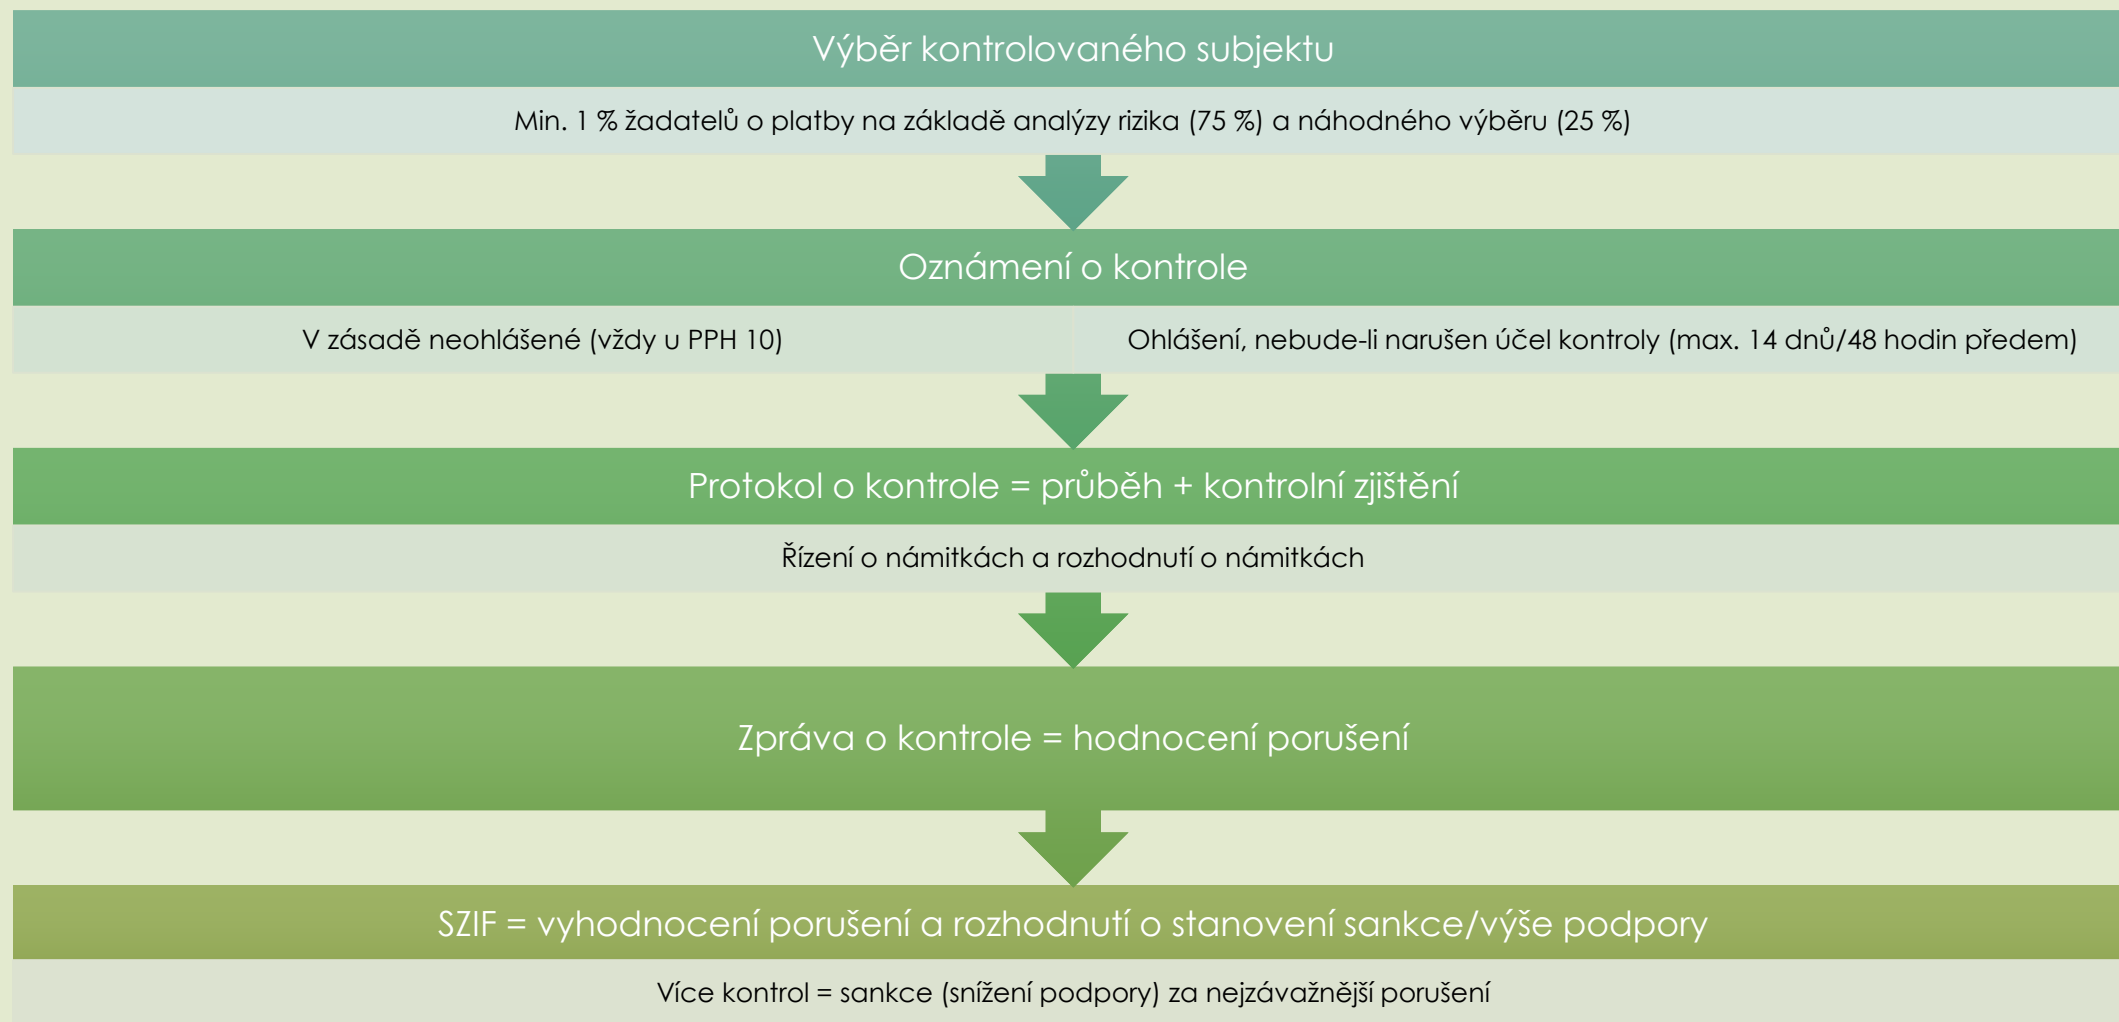 Výběr kontrolovaného subjektu
Min. 1 % žadatelů o platby na základě analýzy rizika (75 %) a náhodného výběru (25 %)
Oznámení o kontrole
V zásadě neohlášené (vždy u PPH 10)
Ohlášení, nebude-li narušen účel kontroly (max. 14 dnů/48 hodin předem)
Protokol o kontrole = průběh + kontrolní zjištění
Řízení o námitkách a rozhodnutí o námitkách
Zpráva o kontrole = hodnocení porušení
SZIF = vyhodnocení porušení a rozhodnutí o stanovení sankce/výše podpory
Více kontrol = sankce (snížení podpory) za nejzávažnější porušení